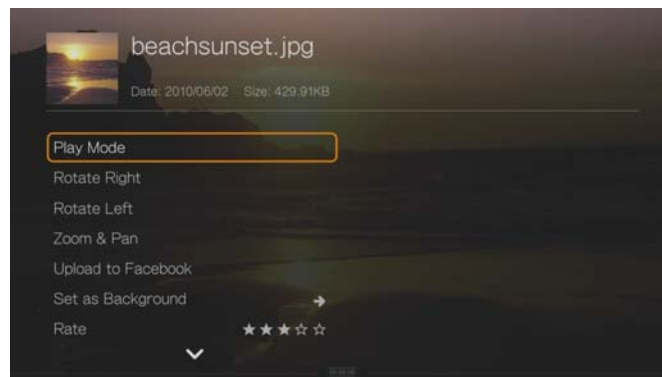 beachsunset.jpg
Date: 2010/06/02 Size: 429.91KB
Play Mode
Rotate Right
Rotate Left
Zoom & Pan
Upload to Facebook
Set as Background
Rate